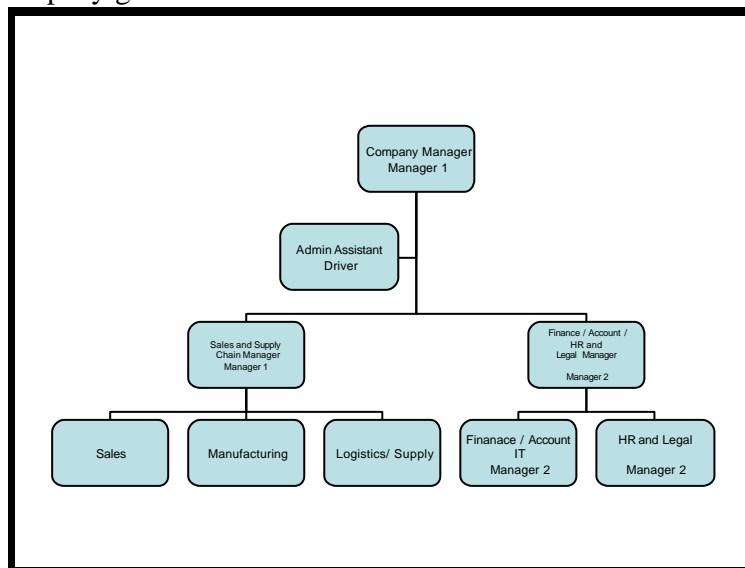 Company Manager
Manager 1
Admin Assistant
Driver
Sales and Supply
Chain Manager
Manager 1
Finance / Account /
HR and
Legal Manager
Manager 2
Sales
Manufacturing
Logistics/ Supply
Finanace / Account
IT
Manager 2
HR and Legal
Manager 2